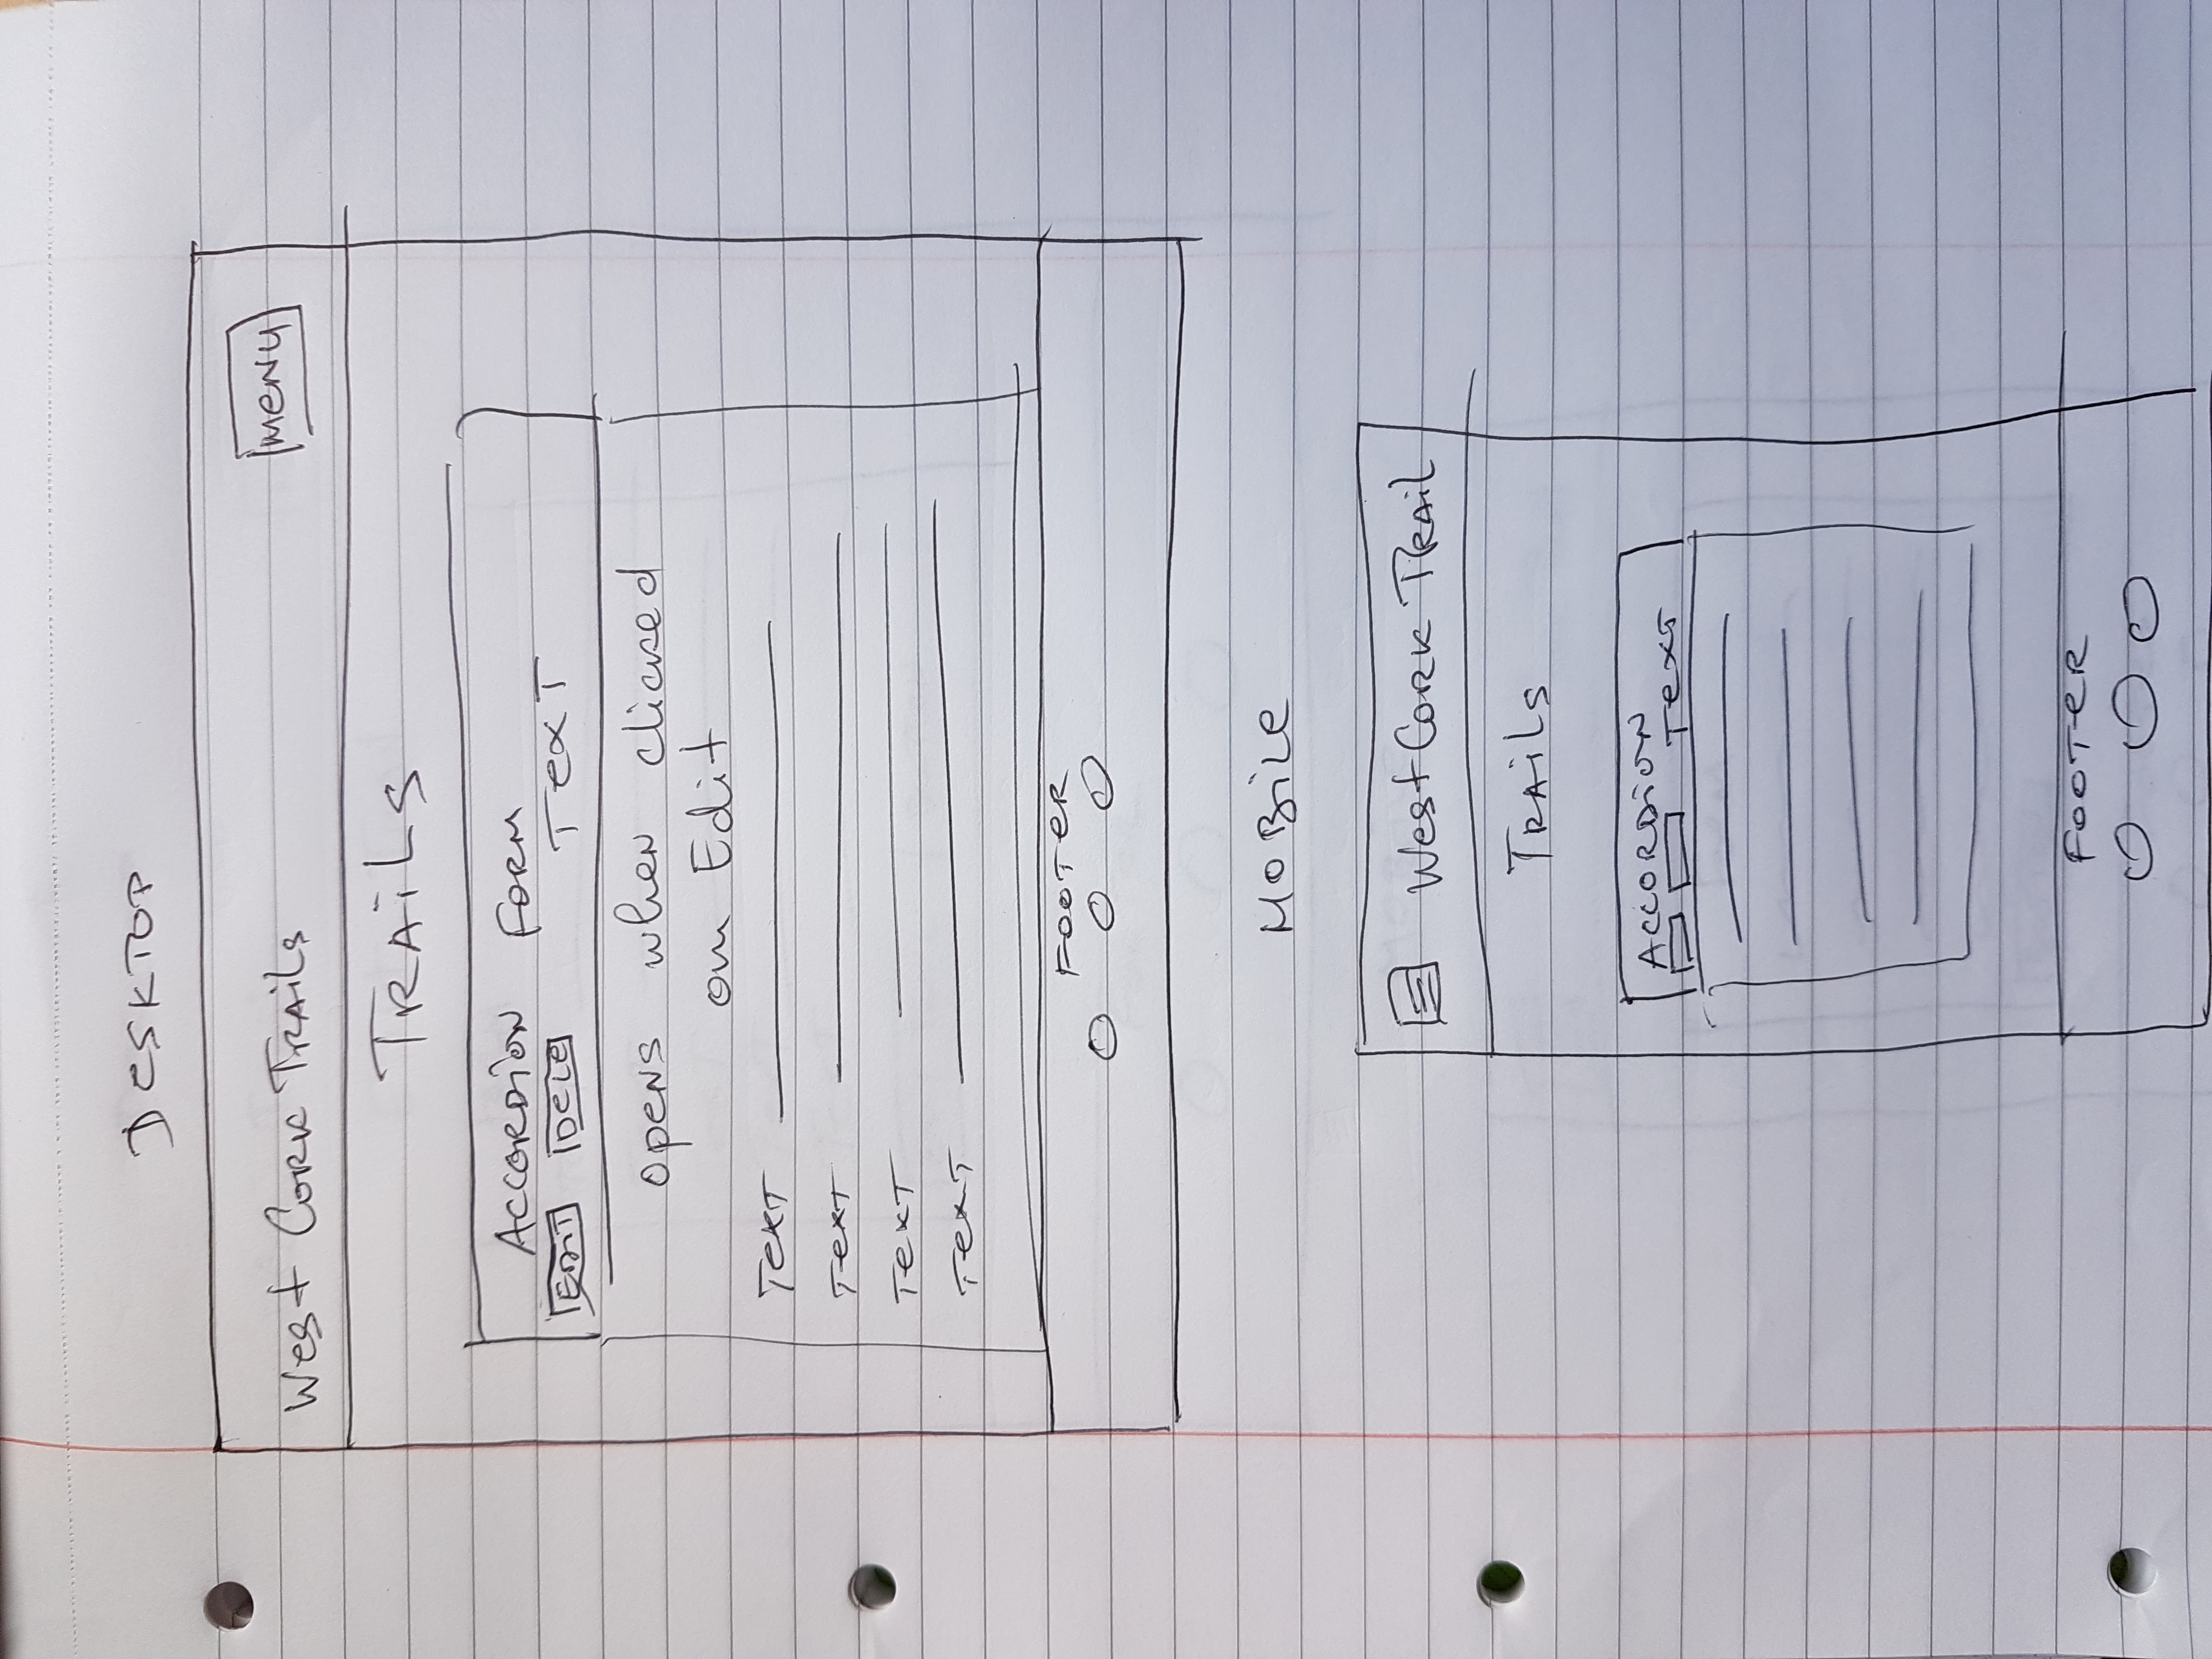 DESKTOP
West Cork Trails
MENU
TRAILS
ACCORDION FORM
EDIT DELE TEXT
opens when clicked
on Edit
TEXT
TEXT
TEXT
TEXT
FOOTER
MOBILE
West Cork Trail
Trails
ACCORDION
TEXT
FOOTER